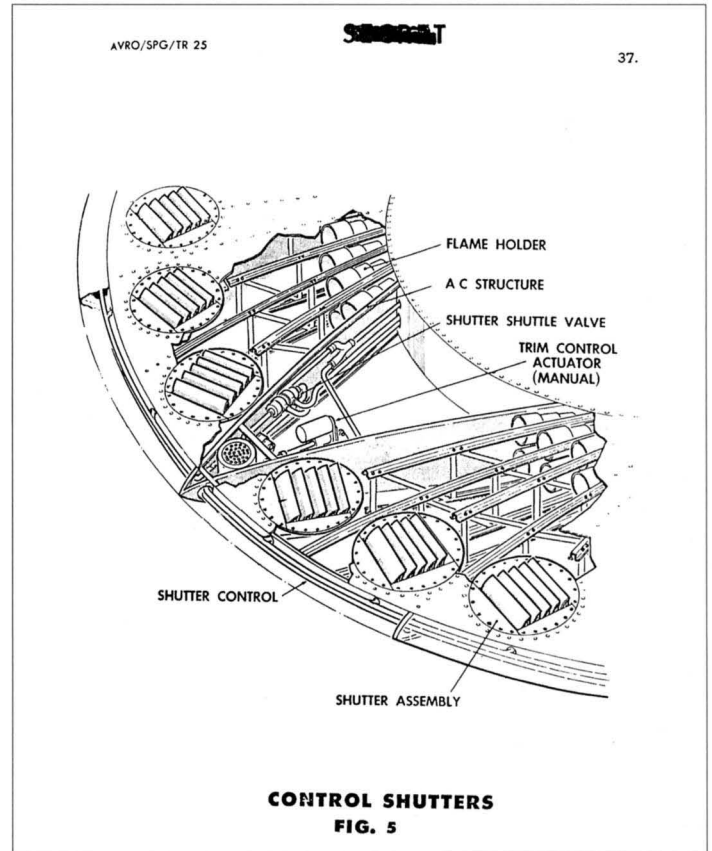 AVRO/SPG/TR 25
SECRET
37.
FLAME HOLDER
A C STRUCTURE
SHUTTER SHUTTLE VALVE
TRIM CONTROL
ACTUATOR
(MANUAL)
SHUTTER CONTROL
SHUTTER ASSEMBLY
CONTROL SHUTTERS
FIG. 5